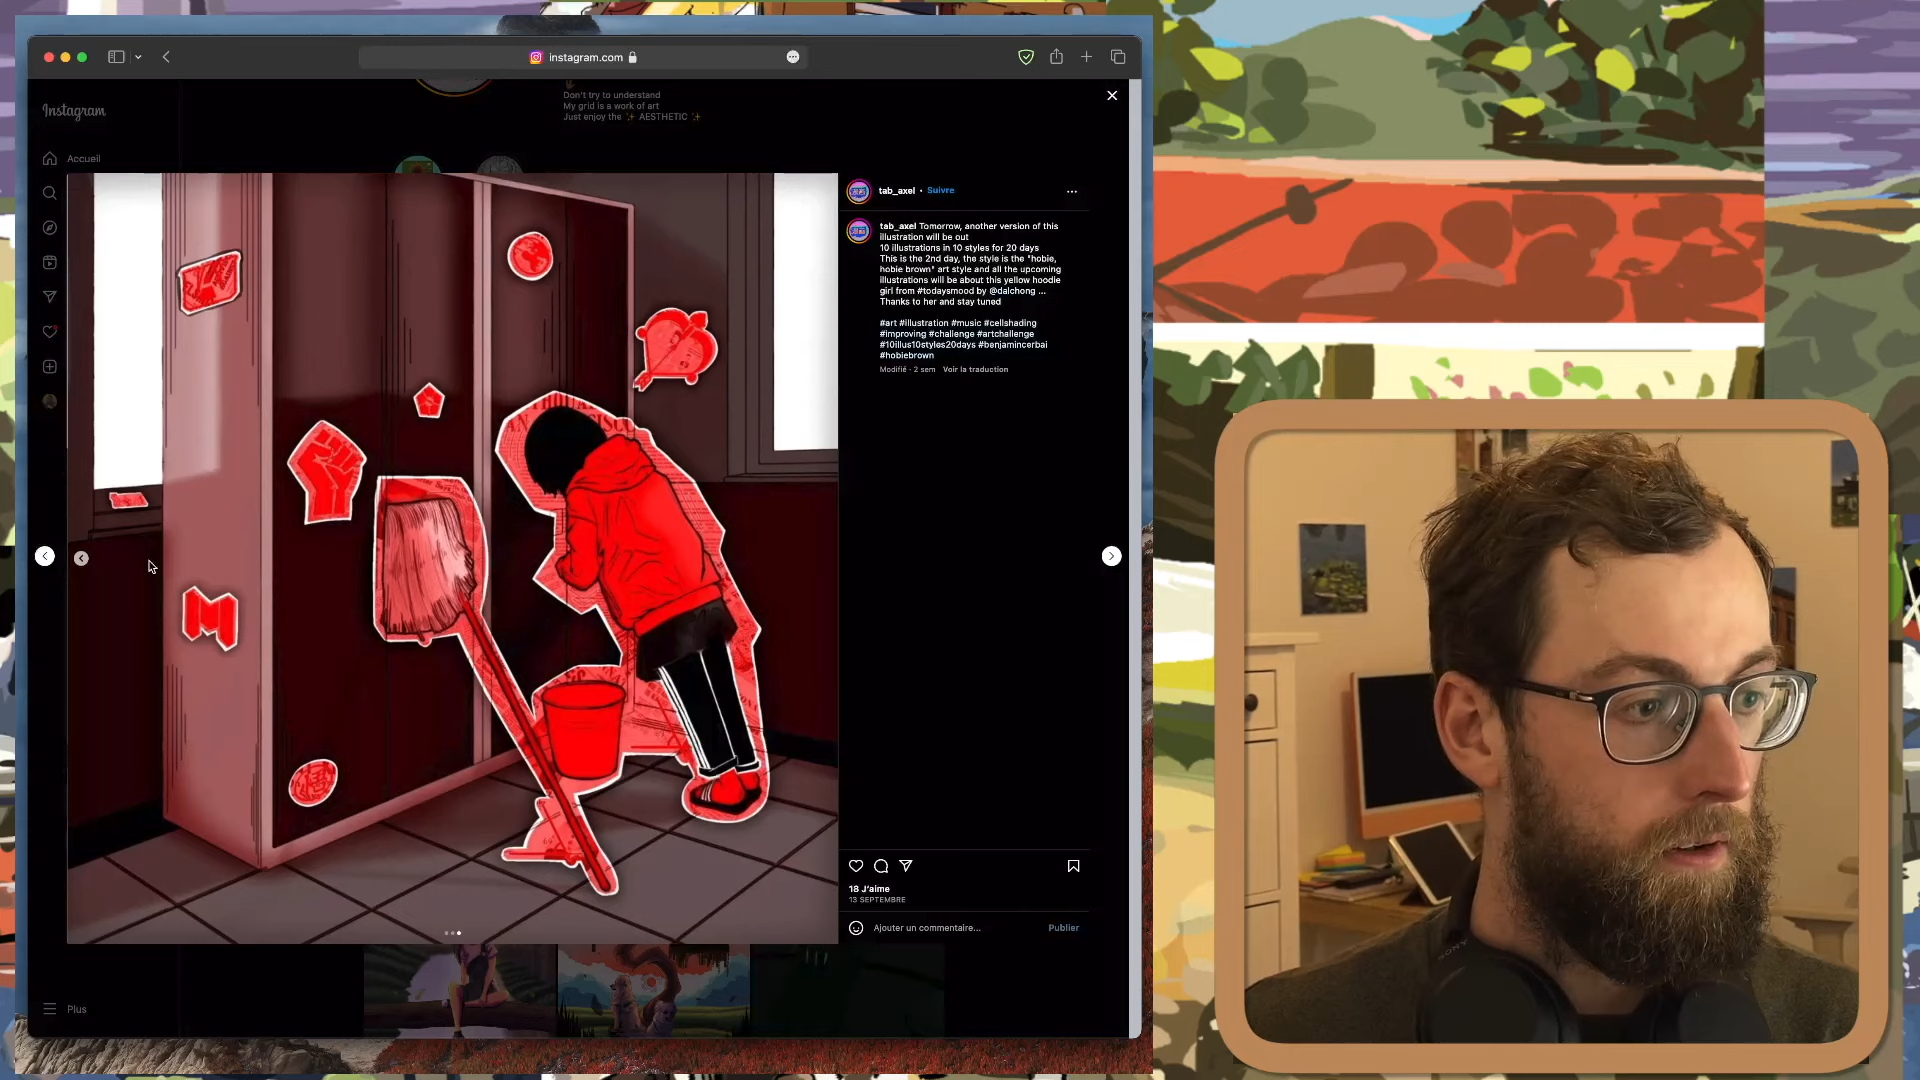 instagram.com
Don't try to understand
My grid is a work of art
Just enjoy the ✨ AESTHETIC ✨
Instagram
Accueil
tab_axel • Suivre
tab_axel Tomorrow, another version of this
illustration will be out
10 illustrations in 10 styles for 20 days
This is the 2nd day, the style is the "hobie,
hobie brown" art style and all the upcoming
illustrations will be about this yellow hoodie
girl from #todaysmood by @dalchong ...
Thanks to her and stay tuned
#art #illustration #music #cellshading
#improving #challenge #artchallenge
#10illus10styles20days #benjamincerbai
#hobiebrown
Modifié · 2 sem Voir la traduction
18 J'aime
13 SEPTEMBRE
Ajouter un commentaire...
Publier
Plus
SONY